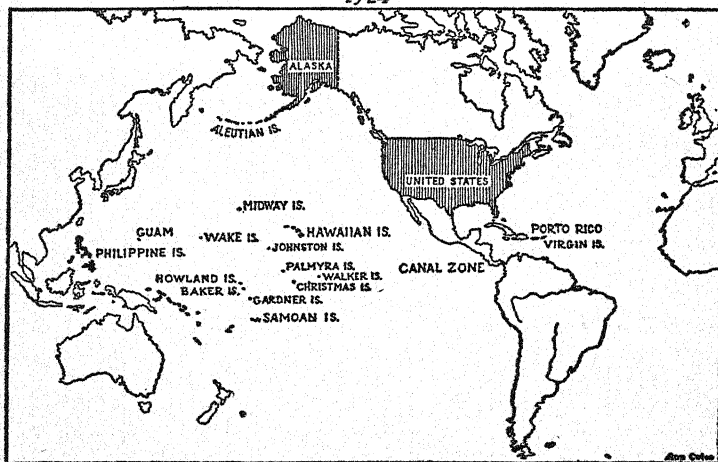 ALASKA
ALEUTIAN IS.
UNITED STATES
MIDWAY IS.
GUAM
WAKE IS.
HAWAIIAN IS.
PORTO RICO
VIRGIN IS.
PHILIPPINE IS.
JOHNSTON IS.
PALMYRA IS.
CANAL ZONE
HOWLAND IS.
WALKER IS.
BAKER IS.
CHRISTMAS IS.
GARDNER IS.
SAMOAN IS.